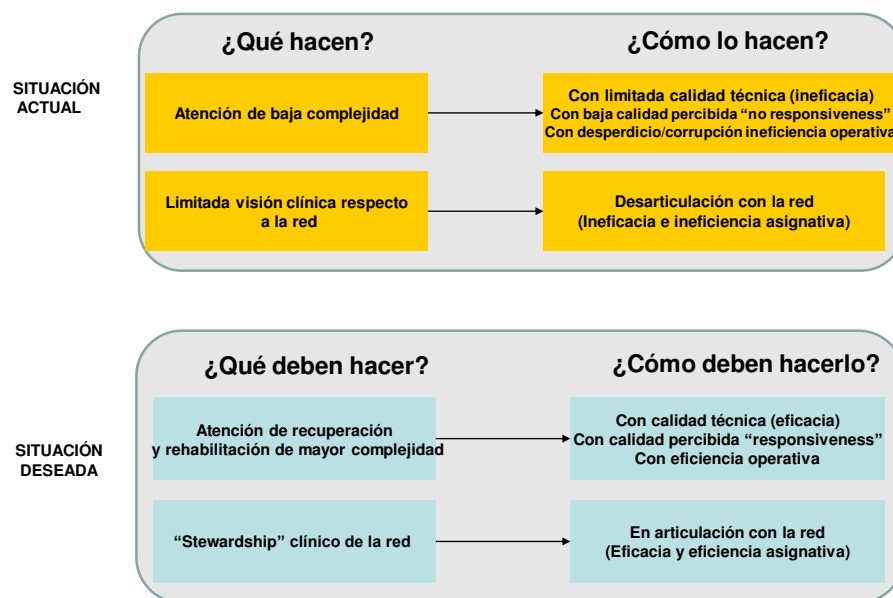 ¿Qué hacen?
¿Cómo lo hacen?
SITUACIÓN
ACTUAL
Atención de baja complejidad
Con limitada calidad técnica (ineficacia)
Con baja calidad percibida “no responsiveness”
Con desperdicio/corrupción ineficiencia operativa
Limitada visión clínica respecto
a la red
Desarticulación con la red
(Ineficacia e ineficiencia asignativa)
¿Qué deben hacer?
¿Cómo deben hacerlo?
SITUACIÓN
DESEADA
Atención de recuperación
y rehabilitación de mayor complejidad
Con calidad técnica (eficacia)
Con calidad percibida “responsiveness”
Con eficiencia operativa
“Stewardship” clínico de la red
En articulación con la red
(Eficacia y eficiencia asignativa)